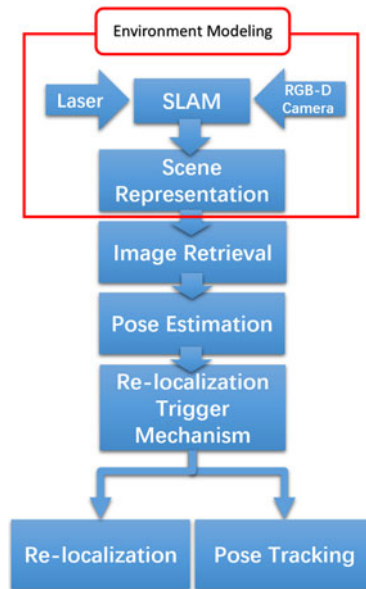 Environment Modeling
Laser
SLAM
RGB-D
Camera
Scene
Representation
Image Retrieval
Pose Estimation
Re-localization
Trigger
Mechanism
Re-localization
Pose Tracking